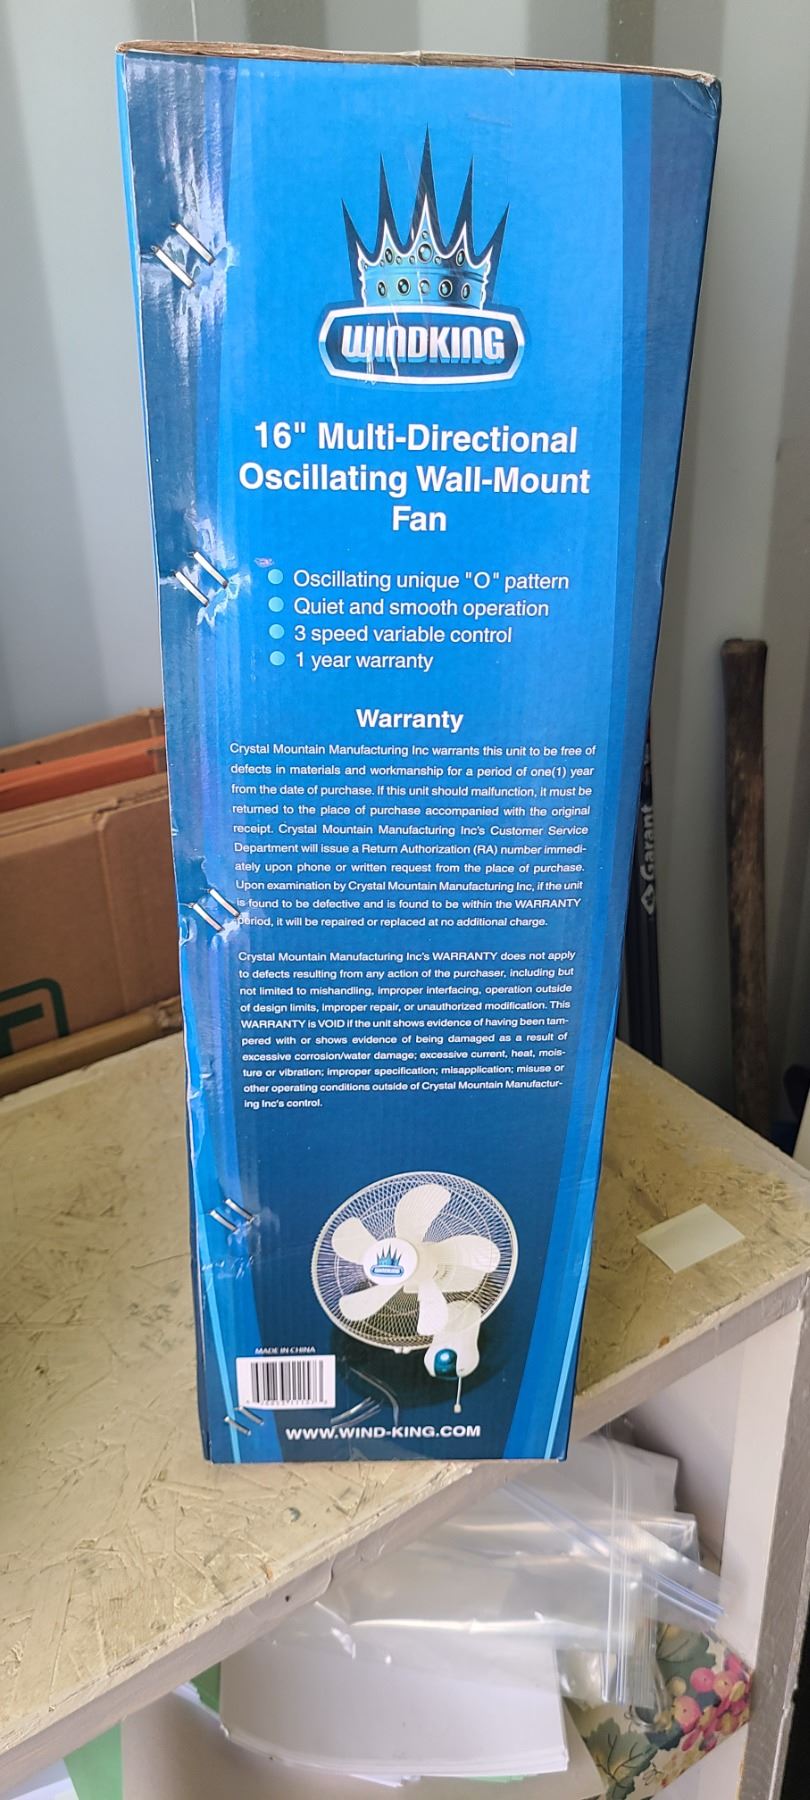 WINDKING
16" Multi-Directional
Oscillating Wall-Mount
Fan
Oscillating unique "O" pattern
Quiet and smooth operation
3 speed variable control
1 year warranty
Warranty
Crystal Mountain Manufacturing Inc warrants this unit to be free of
defects in materials and workmanship for a period of one(1) year
from the date of purchase. If this unit should malfunction, it must be
returned to the place of purchase accompanied with the original
receipt. Crystal Mountain Manufacturing Inc's Customer Service
Department will issue a Return Authorization (RA) number immedi-
ately upon phone or written request from the place of purchase.
Upon examination by Crystal Mountain Manufacturing Inc, if the unit
is found to be defective and is found to be within the WARRANTY
period, it will be repaired or replaced at no additional charge.
Crystal Mountain Manufacturing Inc's WARRANTY does not apply
to defects resulting from any action of the purchaser, including but
not limited to mishandling, improper interfacing, operation outside
of design limits, improper repair, or unauthorized modification. This
WARRANTY is VOID if the unit shows evidence of having been tam-
pered with or shows evidence of being damaged as a result of
excessive corrosion/water damage; excessive current, heat, mois-
ture or vibration; improper specification; misapplication; misuse or
other operating conditions outside of Crystal Mountain Manufactur-
ing Inc's control.
WINDKING
MADE IN CHINA
WWW.WIND-KING.COM
Garant